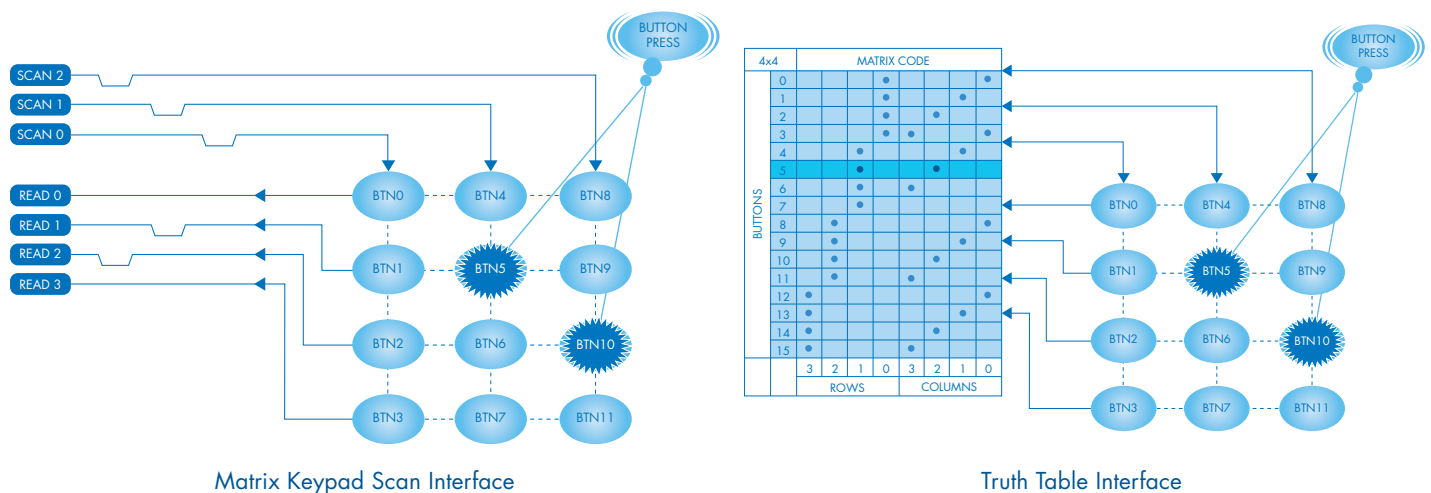 BUTTON
PRESS
SCAN 2
SCAN 1
SCAN 0
READ 0
READ 1
READ 2
READ 3
BTN0 BTN4 BTN8
BTN1 BTN5 BTN9
BTN2 BTN6 BTN10
BTN3 BTN7 BTN11
Matrix Keypad Scan Interface
BUTTON
PRESS
4x4 MATRIX CODE
BUTTONS
0
1
2
3
4
5
6
7
8
9
10
11
12
13
14
15
3 2 1 0 3 2 1 0
ROWS COLUMNS
BTN0 BTN4 BTN8
BTN1 BTN5 BTN9
BTN2 BTN6 BTN10
BTN3 BTN7 BTN11
Truth Table Interface